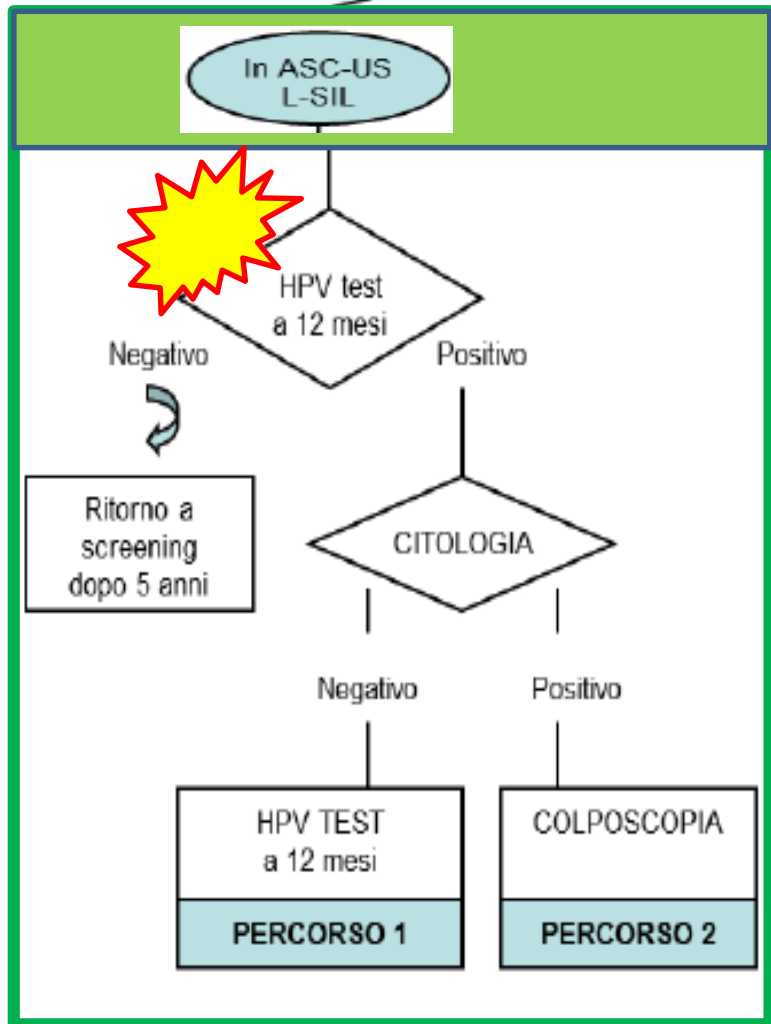 In ASC-US
L-SIL
HPV test
a 12 mesi
Negativo
Positivo
Ritorno a
screening
dopo 5 anni
CITOLOGIA
Negativo
Positivo
HPV TEST
a 12 mesi
PERCORSO 1
COLPOSCOPIA
PERCORSO 2